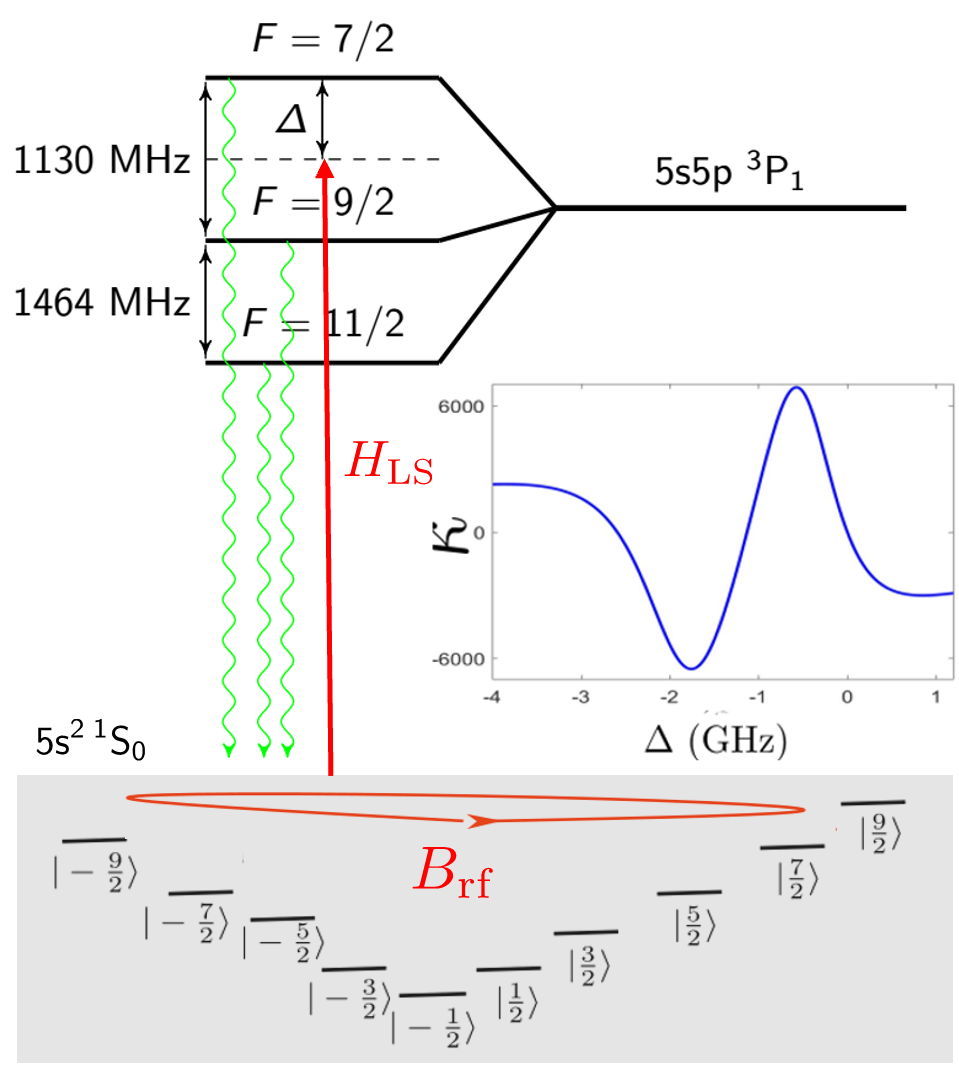 F = 7/2
Δ
1130 MHz
5s5p ³P₁
F = 9/2
1464 MHz
F = 11/2
H_LS
6000
κ
0
-6000
-4 -3 -2 -1 0 1
Δ (GHz)
5s² ¹S₀
B_rf
|9/2⟩
|−9/2⟩
|7/2⟩
|−7/2⟩
|5/2⟩
|−5/2⟩
|3/2⟩
|−3/2⟩
|1/2⟩
|−1/2⟩